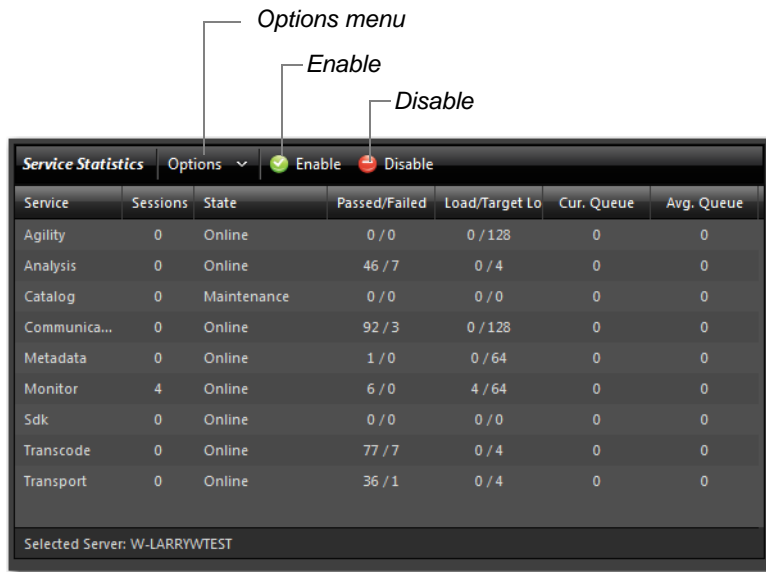 Options menu
Enable
Disable
Service Statistics Options Enable Disable
Service Sessions State Passed/Failed Load/Target Lo Cur. Queue Avg. Queue
Agility 0 Online 0 / 0 0 / 128 0 0
Analysis 0 Online 46 / 7 0 / 4 0 0
Catalog 0 Maintenance 0 / 0 0 / 0 0 0
Communica... 0 Online 92 / 3 0 / 128 0 0
Metadata 0 Online 1 / 0 0 / 64 0 0
Monitor 4 Online 6 / 0 4 / 64 0 0
Sdk 0 Online 0 / 0 0 / 0 0 0
Transcode 0 Online 77 / 7 0 / 4 0 0
Transport 0 Online 36 / 1 0 / 4 0 0
Selected Server: W-LARRYWTEST